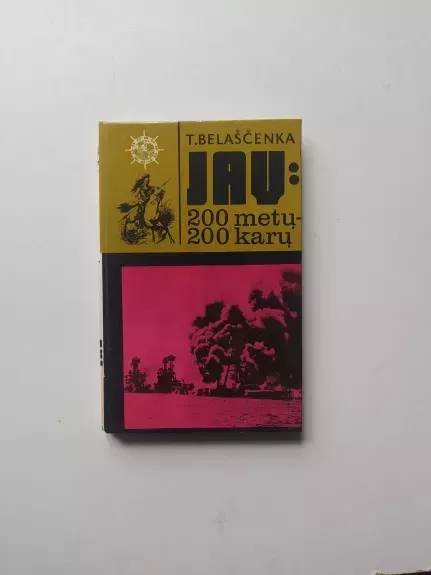 T.BELAŠČENKA
JAV:
200 metų-
200 karų